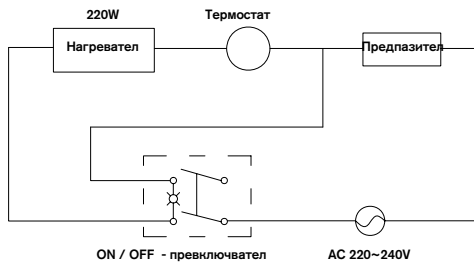 220W
Термостат
Нагревател
Предпазител
ON / OFF - превключвател
AC 220~240V